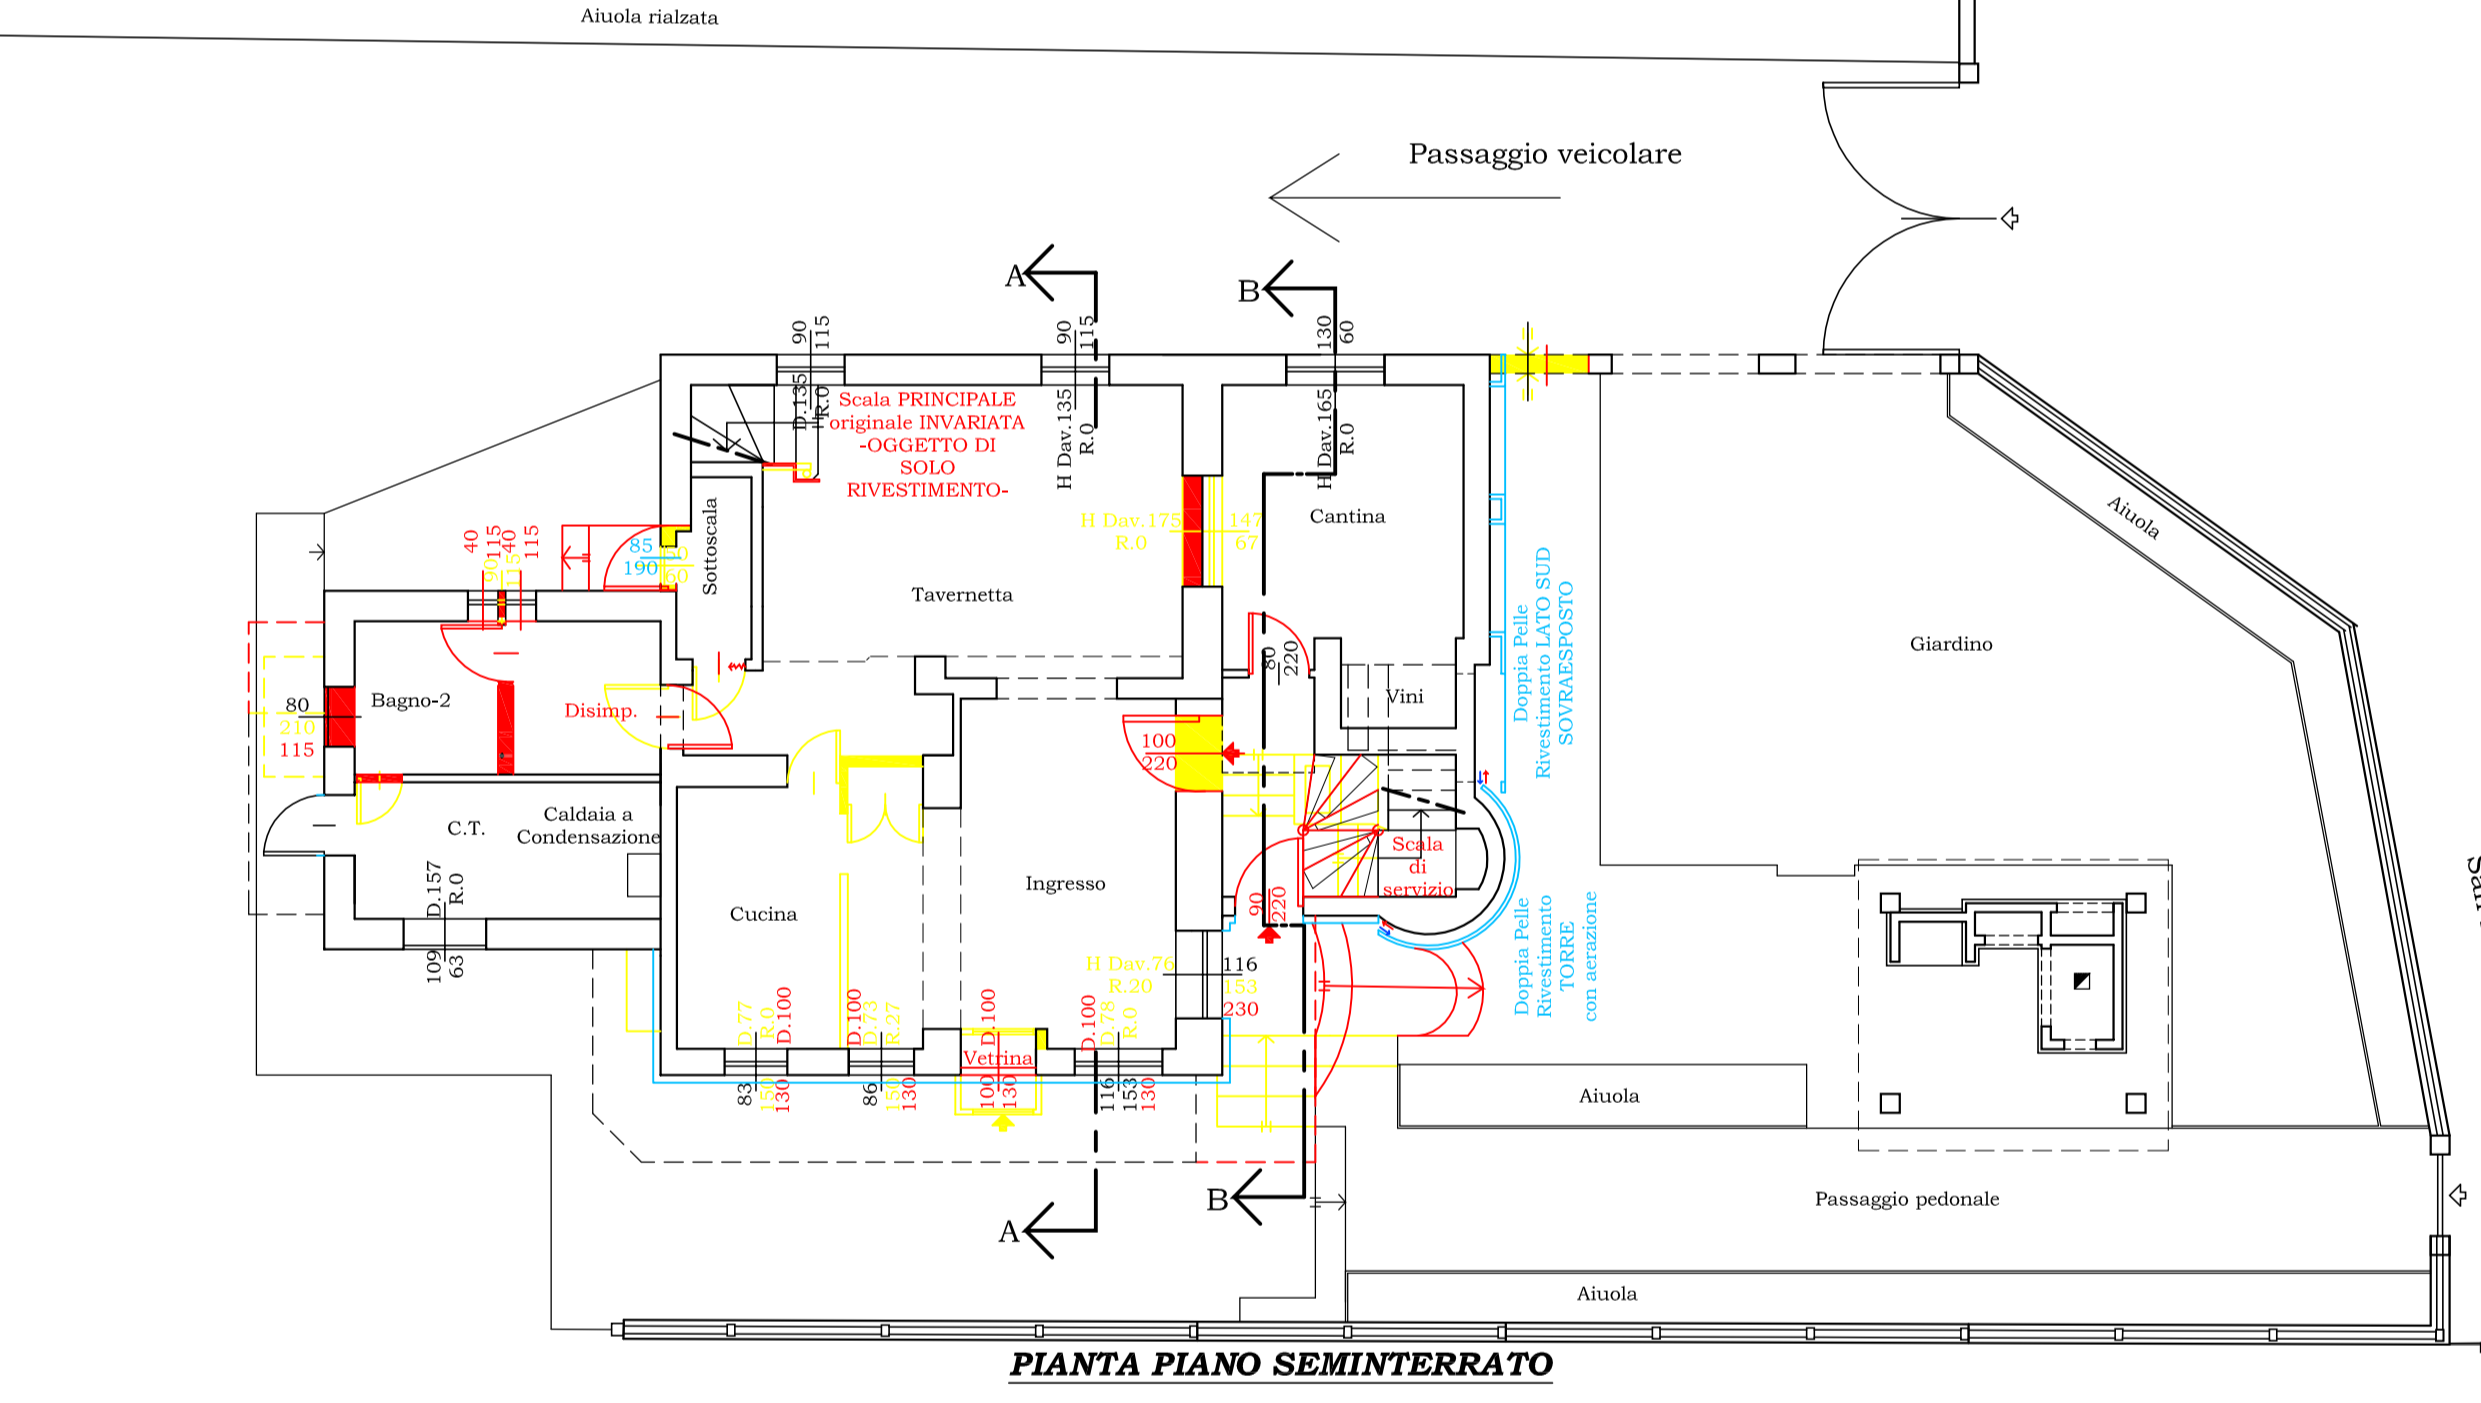 Aiuola rialzata
Passaggio veicolare
A
B
90
115
90
115
130
60
D.135
R.0
H Dav.135
R.0
H Dav.165
R.0
Scala PRINCIPALE
originale INVARIATA
-OGGETTO DI
SOLO
RIVESTIMENTO-
Sottoscala
H Dav.175
R.0
147
67
Cantina
Aiuola
40
115
40
115
90
115
85
190
60
Tavernetta
Doppia Pelle
Rivestimento LATO SUD
SOVRAESPOSTO
Giardino
80
220
80
210
115
Bagno-2
Disimp.
Vini
100
220
C.T.
Caldaia a
Condensazione
Scala
di
servizio
D.157
R.0
109
63
Cucina
Ingresso
90
220
Doppia Pelle
Rivestimento
TORRE
con aerazione
H Dav.76
R.20
116
153
230
D.77
R.0
D.100
D.100
D.73
R.27
D.100
D.100
D.78
R.0
Vetrina
83
150
130
86
150
130
100
130
116
153
130
Aiuola
A
B
Passaggio pedonale
Aiuola
PIANTA PIANO SEMINTERRATO